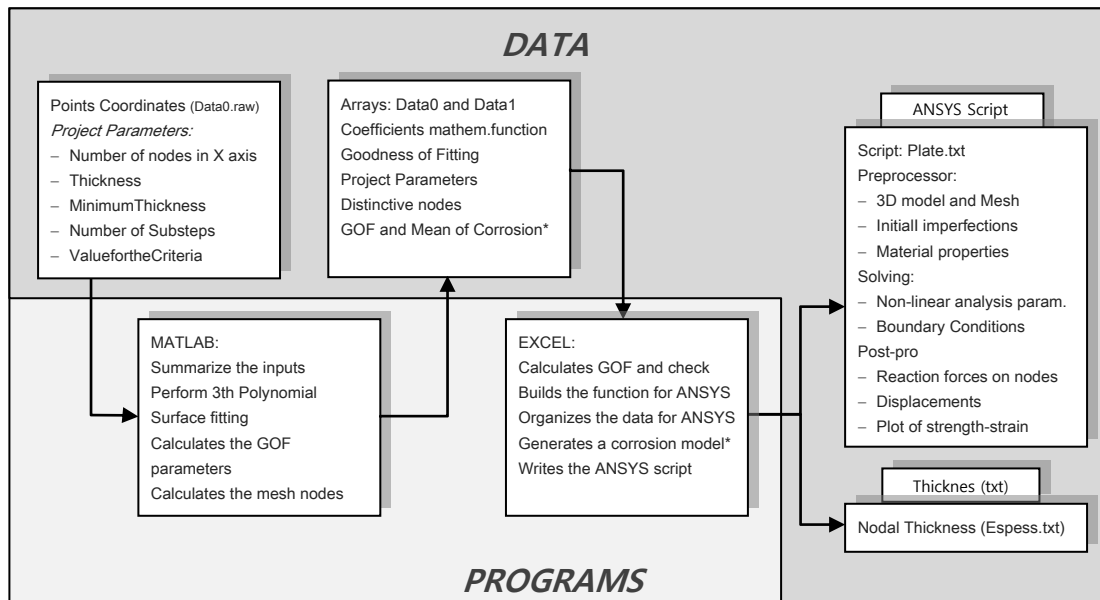 DATA
Points Coordinates (Data0.raw)
Project Parameters:
– Number of nodes in X axis
– Thickness
– MinimumThickness
– Number of Substeps
– ValuefortheCriteria
Arrays: Data0 and Data1
Coefficients mathem.function
Goodness of Fitting
Project Parameters
Distinctive nodes
GOF and Mean of Corrosion*
ANSYS Script
Script: Plate.txt
Preprocessor:
– 3D model and Mesh
– Initiall imperfections
– Material properties
Solving:
– Non-linear analysis param.
– Boundary Conditions
Post-pro
– Reaction forces on nodes
– Displacements
– Plot of strength-strain
MATLAB:
Summarize the inputs
Perform 3th Polynomial
Surface fitting
Calculates the GOF
parameters
Calculates the mesh nodes
EXCEL:
Calculates GOF and check
Builds the function for ANSYS
Organizes the data for ANSYS
Generates a corrosion model*
Writes the ANSYS script
Thicknes (txt)
Nodal Thickness (Espess.txt)
PROGRAMS